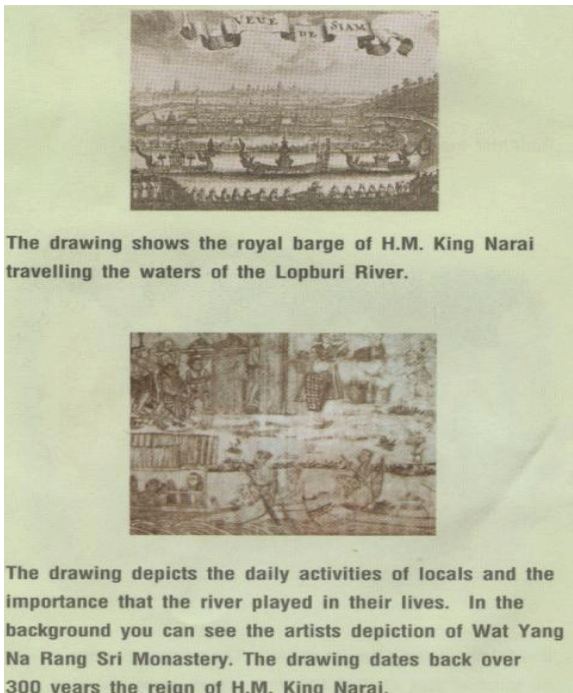 VEUE DE SIAM
The drawing shows the royal barge of H.M. King Narai
travelling the waters of the Lopburi River.
The drawing depicts the daily activities of locals and the
importance that the river played in their lives. In the
background you can see the artists depiction of Wat Yang
Na Rang Sri Monastery. The drawing dates back over
300 years the reign of H.M. King Narai.